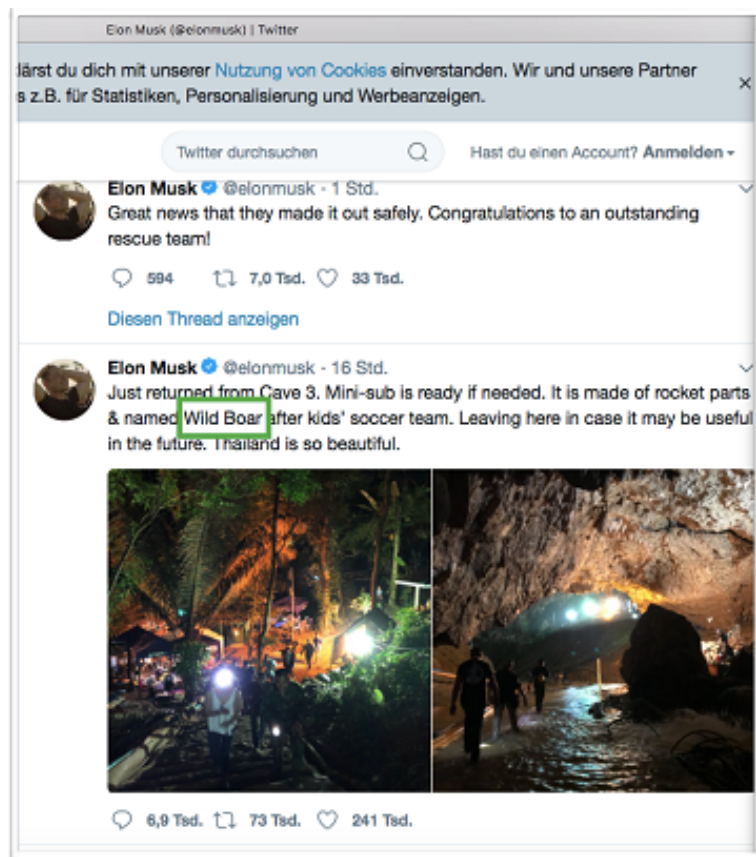 Elon Musk (@elonmusk) | Twitter
lärst du dich mit unserer Nutzung von Cookies einverstanden. Wir und unsere Partner
s z.B. für Statistiken, Personalisierung und Werbeanzeigen.
×
Twitter durchsuchen
Hast du einen Account? Anmelden
Elon Musk @elonmusk · 1 Std.
Great news that they made it out safely. Congratulations to an outstanding
rescue team!
594 7,0 Tsd. 33 Tsd.
Diesen Thread anzeigen
Elon Musk @elonmusk · 16 Std.
Just returned from Cave 3. Mini-sub is ready if needed. It is made of rocket parts
& named Wild Boar after kids' soccer team. Leaving here in case it may be useful
in the future. Thailand is so beautiful.
6,9 Tsd. 73 Tsd. 241 Tsd.